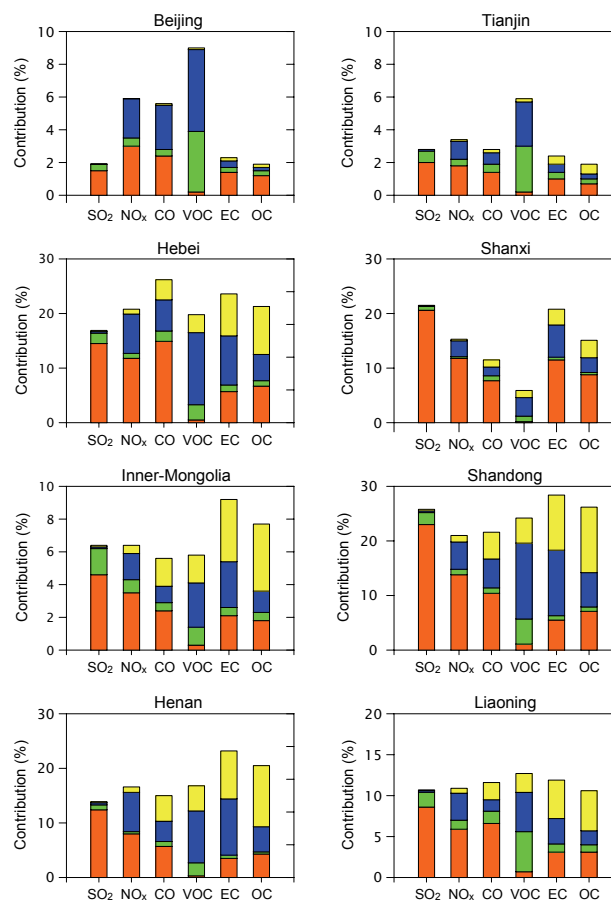 Beijing
Contribution (%)
10
8
6
4
2
0
SO₂ NOₓ CO VOC EC OC
Tianjin
Contribution (%)
10
8
6
4
2
0
SO₂ NOₓ CO VOC EC OC
Hebei
Contribution (%)
30
20
10
0
SO₂ NOₓ CO VOC EC OC
Shanxi
Contribution (%)
30
20
10
0
SO₂ NOₓ CO VOC EC OC
Inner-Mongolia
Contribution (%)
10
8
6
4
2
0
SO₂ NOₓ CO VOC EC OC
Shandong
Contribution (%)
30
20
10
0
SO₂ NOₓ CO VOC EC OC
Henan
Contribution (%)
30
20
10
0
SO₂ NOₓ CO VOC EC OC
Liaoning
Contribution (%)
20
15
10
5
0
SO₂ NOₓ CO VOC EC OC